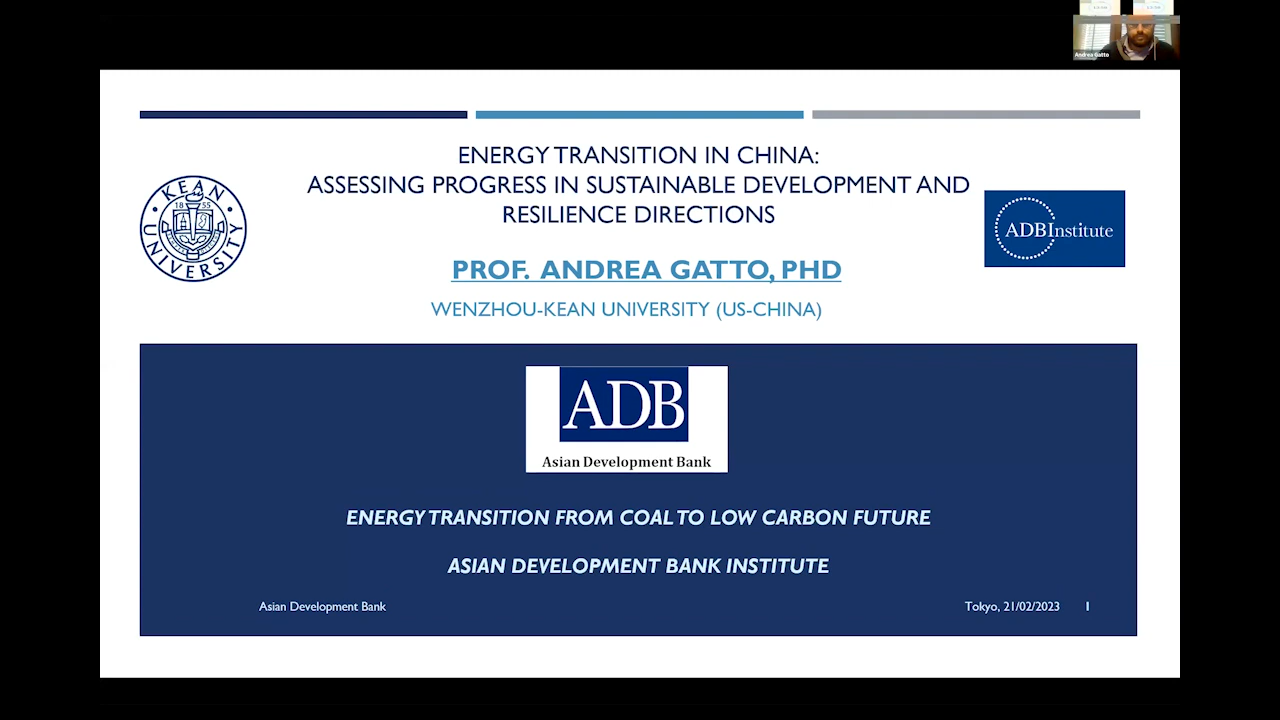 Andrea Gatto
ENERGY TRANSITION IN CHINA:
ASSESSING PROGRESS IN SUSTAINABLE DEVELOPMENT AND
RESILIENCE DIRECTIONS
KEAN UNIVERSITY
1855
ADBInstitute
PROF. ANDREA GATTO, PHD
WENZHOU-KEAN UNIVERSITY (US-CHINA)
ADB
Asian Development Bank
ENERGY TRANSITION FROM COAL TO LOW CARBON FUTURE
ASIAN DEVELOPMENT BANK INSTITUTE
Asian Development Bank
Tokyo, 21/02/2023
1